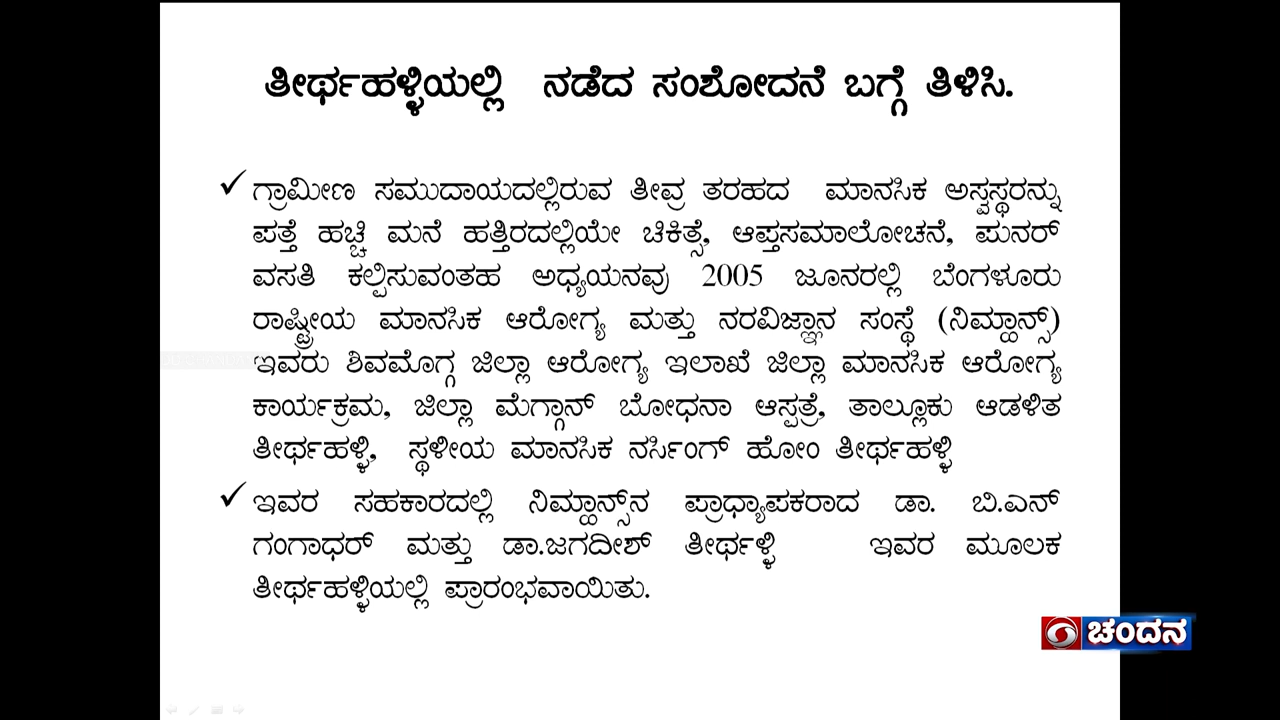 ತೀರ್ಥಹಳ್ಳಿಯಲ್ಲಿ ನಡೆದ ಸಂಶೋದನೆ ಬಗ್ಗೆ ತಿಳಿಸಿ.
✓ ಗ್ರಾಮೀಣ ಸಮುದಾಯದಲ್ಲಿರುವ ತೀವ್ರ ತರಹದ ಮಾನಸಿಕ ಅಸ್ವಸ್ಥರನ್ನು
ಪತ್ತೆ ಹಚ್ಚಿ ಮನೆ ಹತ್ತಿರದಲ್ಲಿಯೇ ಚಿಕಿತ್ಸೆ, ಆಪ್ತಸಮಾಲೋಚನೆ, ಪುನರ್
ವಸತಿ ಕಲ್ಪಿಸುವಂತಹ ಅಧ್ಯಯನವು 2005 ಜೂನರಲ್ಲಿ ಬೆಂಗಳೂರು
ರಾಷ್ಟ್ರೀಯ ಮಾನಸಿಕ ಆರೋಗ್ಯ ಮತ್ತು ನರವಿಜ್ಞಾನ ಸಂಸ್ಥೆ (ನಿಮ್ಹಾನ್ಸ್)
ಇವರು ಶಿವಮೊಗ್ಗ ಜಿಲ್ಲಾ ಆರೋಗ್ಯ ಇಲಾಖೆ ಜಿಲ್ಲಾ ಮಾನಸಿಕ ಆರೋಗ್ಯ
ಕಾರ್ಯಕ್ರಮ, ಜಿಲ್ಲಾ ಮೆಗ್ಗಾನ್ ಬೋಧನಾ ಆಸ್ಪತ್ರೆ, ತಾಲ್ಲೂಕು ಆಡಳಿತ
ತೀರ್ಥಹಳ್ಳಿ, ಸ್ಥಳೀಯ ಮಾನಸಿಕ ನರ್ಸಿಂಗ್ ಹೋಂ ತೀರ್ಥಹಳ್ಳಿ
✓ ಇವರ ಸಹಕಾರದಲ್ಲಿ ನಿಮ್ಹಾನ್ಸ್‌ನ ಪ್ರಾಧ್ಯಾಪಕರಾದ ಡಾ. ಬಿ.ಎನ್
ಗಂಗಾಧರ್ ಮತ್ತು ಡಾ.ಜಗದೀಶ್ ತೀರ್ಥಳ್ಳಿ ಇವರ ಮೂಲಕ
ತೀರ್ಥಹಳ್ಳಿಯಲ್ಲಿ ಪ್ರಾರಂಭವಾಯಿತು.
ಚಂದನ